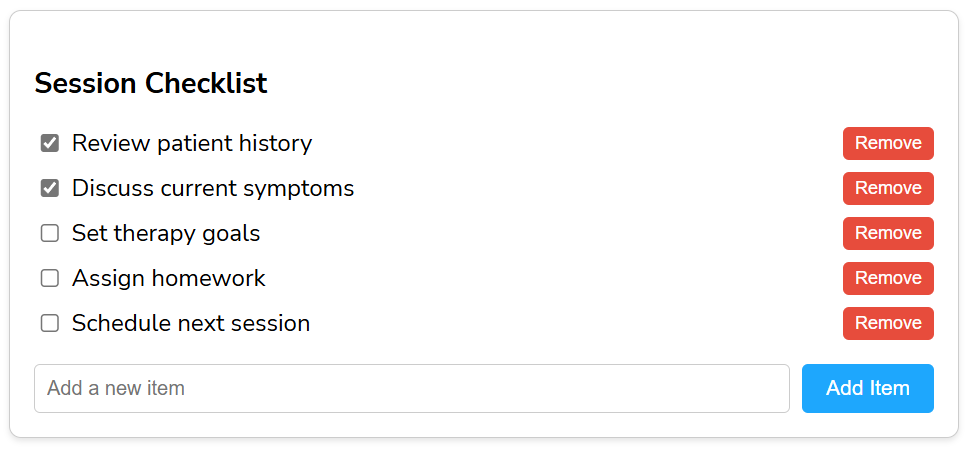 Session Checklist
Review patient history Remove
Discuss current symptoms Remove
Set therapy goals Remove
Assign homework Remove
Schedule next session Remove
Add a new item Add Item